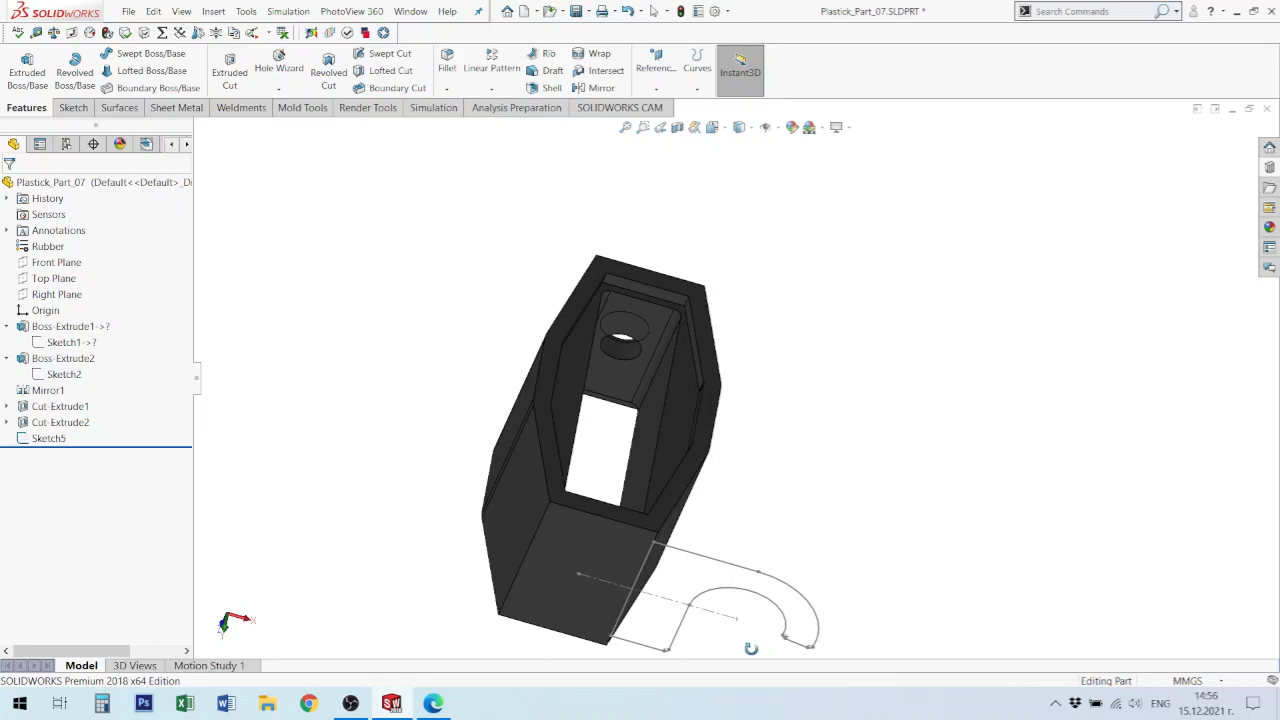 SOLIDWORKS File Edit View Insert Tools Simulation PhotoView 360 Window Help Plastick_Part_07.SLDPRT * Search Commands
Extruded Boss/Base
Revolved Boss/Base
Swept Boss/Base
Lofted Boss/Base
Boundary Boss/Base
Extruded Cut
Hole Wizard
Revolved Cut
Swept Cut
Lofted Cut
Boundary Cut
Fillet
Linear Pattern
Rib
Draft
Shell
Wrap
Intersect
Mirror
Referenc...
Curves
Instant3D
Features Sketch Surfaces Sheet Metal Weldments Mold Tools Render Tools Simulation Analysis Preparation SOLIDWORKS CAM
Plastick_Part_07 (Default<<Default>_Di
History
Sensors
Annotations
Rubber
Front Plane
Top Plane
Right Plane
Origin
Boss-Extrude1->?
Sketch1->?
Boss-Extrude2
Sketch2
Mirror1
Cut-Extrude1
Cut-Extrude2
Sketch5
X
Model 3D Views Motion Study 1
SOLIDWORKS Premium 2018 x64 Edition Editing Part MMGS
ENG 14:56
15.12.2021 г.